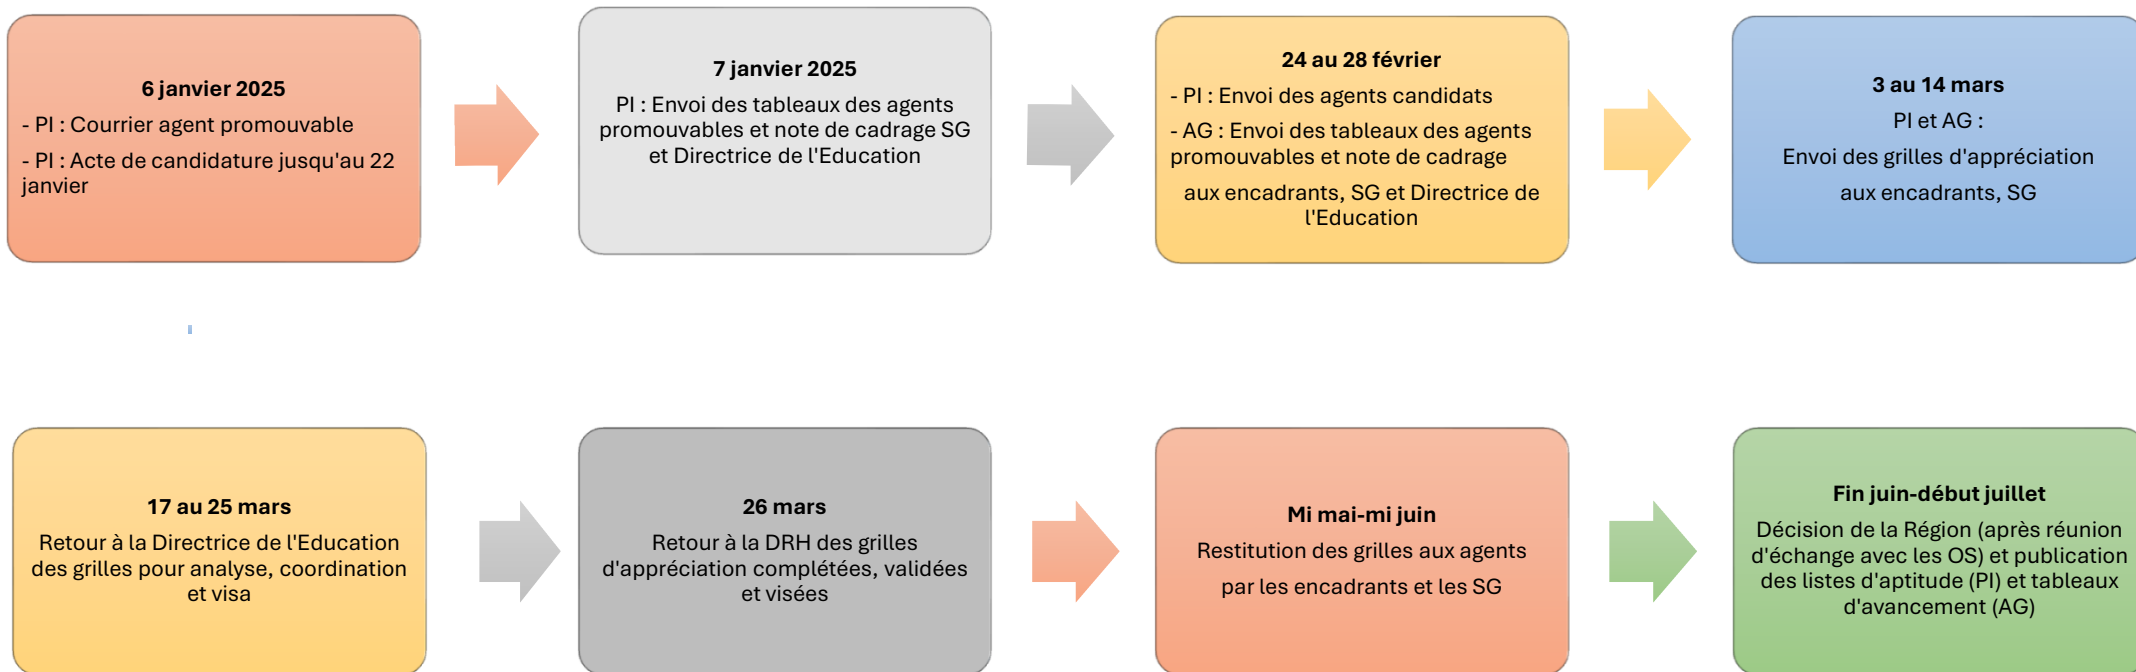 6 janvier 2025
- PI : Courrier agent promouvable
- PI : Acte de candidature jusqu'au 22
janvier
7 janvier 2025
PI : Envoi des tableaux des agents
promouvables et note de cadrage SG
et Directrice de l'Education
24 au 28 février
- PI : Envoi des agents candidats
- AG : Envoi des tableaux des agents
promouvables et note de cadrage
aux encadrants, SG et Directrice de
l'Education
3 au 14 mars
PI et AG :
Envoi des grilles d'appréciation
aux encadrants, SG
17 au 25 mars
Retour à la Directrice de l'Education
des grilles pour analyse, coordination
et visa
26 mars
Retour à la DRH des grilles
d'appréciation complétées, validées
et visées
Mi mai-mi juin
Restitution des grilles aux agents
par les encadrants et les SG
Fin juin-début juillet
Décision de la Région (après réunion
d'échange avec les OS) et publication
des listes d'aptitude (PI) et tableaux
d'avancement (AG)